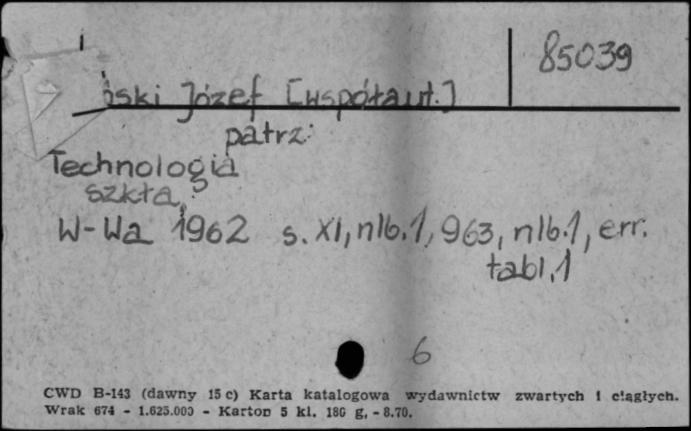 85039
ński Józef [współaut.]
patrz:
Technologia
szkła.
W-Wa 1962 s. XI, nlb.1, 963, nlb.1, err.
tabl. 1
6
CWD B-143 (dawny 15 c) Karta katalogowa wydawnictw zwartych i ciągłych.
Wrak 674 - 1.625.000 - Karton 5 kl. 180 g, - 8.70.